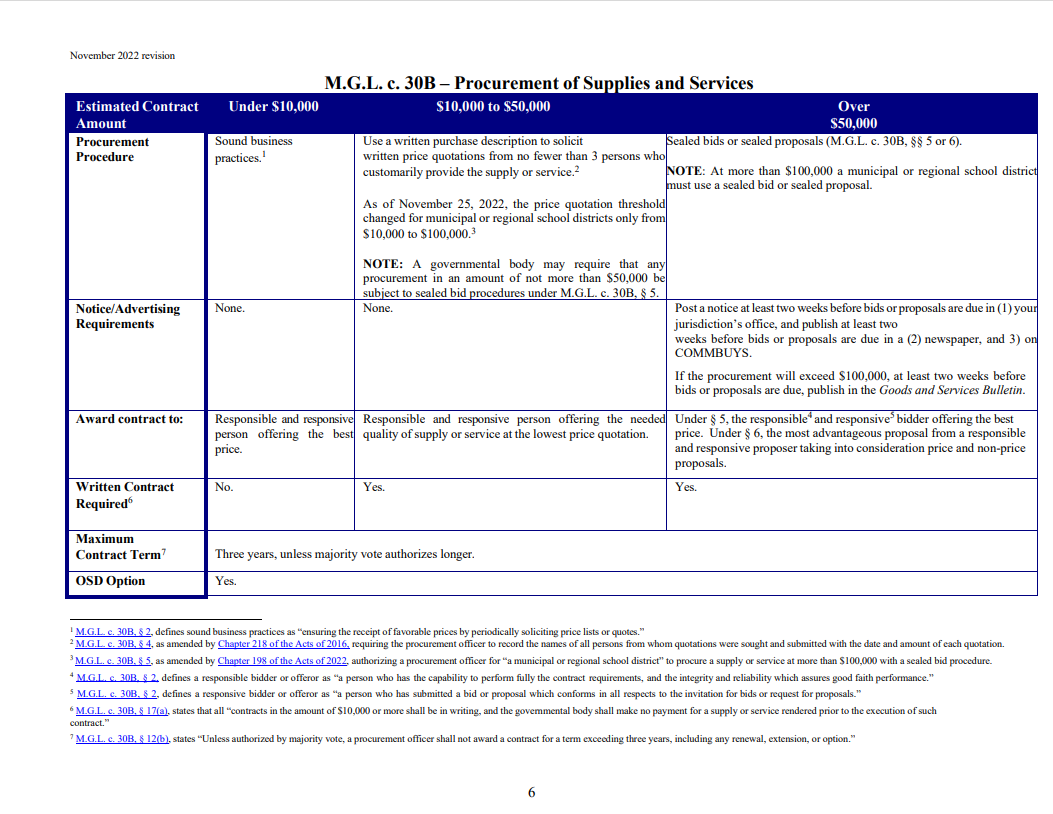 November 2022 revision
M.G.L. c. 30B – Procurement of Supplies and Services
Estimated Contract Amount
Under $10,000
$10,000 to $50,000
Over
$50,000
Procurement
Procedure
Sound business
practices.1
Use a written purchase description to solicit
written price quotations from no fewer than 3 persons who
customarily provide the supply or service.2
As of November 25, 2022, the price quotation threshold
changed for municipal or regional school districts only from
$10,000 to $100,000.3
NOTE: A governmental body may require that any
procurement in an amount of not more than $50,000 be
subject to sealed bid procedures under M.G.L. c. 30B, § 5.
Sealed bids or sealed proposals (M.G.L. c. 30B, §§ 5 or 6).
NOTE: At more than $100,000 a municipal or regional school district
must use a sealed bid or sealed proposal.
Notice/Advertising
Requirements
None.
None.
Post a notice at least two weeks before bids or proposals are due in (1) your
jurisdiction’s office, and publish at least two
weeks before bids or proposals are due in a (2) newspaper, and 3) on
COMMBUYS.
If the procurement will exceed $100,000, at least two weeks before
bids or proposals are due, publish in the Goods and Services Bulletin.
Award contract to:
Responsible and responsive
person offering the best
price.
Responsible and responsive person offering the needed
quality of supply or service at the lowest price quotation.
Under § 5, the responsible4 and responsive5 bidder offering the best
price. Under § 6, the most advantageous proposal from a responsible
and responsive proposer taking into consideration price and non-price
proposals.
Written Contract
Required6
No.
Yes.
Yes.
Maximum
Contract Term7
Three years, unless majority vote authorizes longer.
OSD Option
Yes.
1 M.G.L. c. 30B, § 2, defines sound business practices as “ensuring the receipt of favorable prices by periodically soliciting price lists or quotes.”
2 M.G.L. c. 30B, § 4, as amended by Chapter 218 of the Acts of 2016, requiring the procurement officer to record the names of all persons from whom quotations were sought and submitted with the date and amount of each quotation.
3 M.G.L. c. 30B, § 5, as amended by Chapter 198 of the Acts of 2022, authorizing a procurement officer for “a municipal or regional school district” to procure a supply or service at more than $100,000 with a sealed bid procedure.
4 M.G.L. c. 30B, § 2, defines a responsible bidder or offeror as “a person who has the capability to perform fully the contract requirements, and the integrity and reliability which assures good faith performance.”
5 M.G.L. c. 30B, § 2, defines a responsive bidder or offeror as “a person who has submitted a bid or proposal which conforms in all respects to the invitation for bids or request for proposals.”
6 M.G.L. c. 30B, § 17(a), states that all “contracts in the amount of $10,000 or more shall be in writing, and the governmental body shall make no payment for a supply or service rendered prior to the execution of such
contract.”
7 M.G.L. c. 30B, § 12(b), states “Unless authorized by majority vote, a procurement officer shall not award a contract for a term exceeding three years, including any renewal, extension, or option.”
6